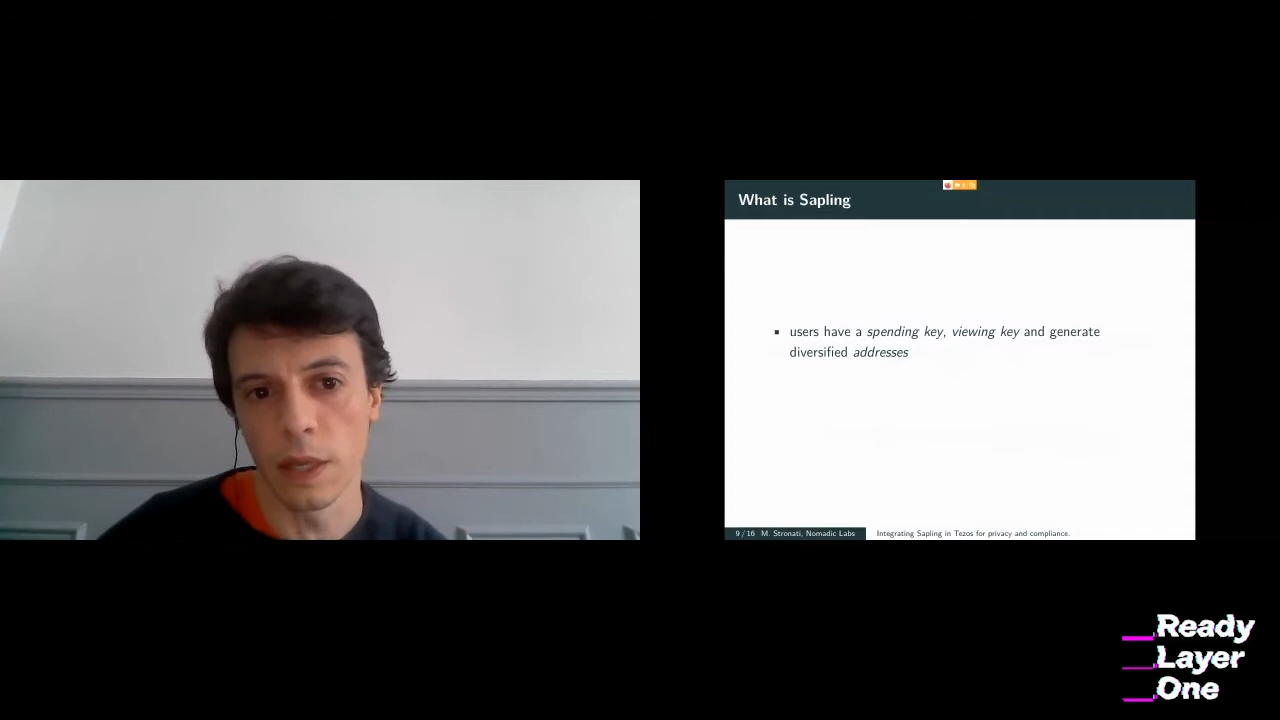 What is Sapling
▪ users have a spending key, viewing key and generate
diversified addresses
9 / 16 M. Stronati, Nomadic Labs
Integrating Sapling in Tezos for privacy and compliance.
Ready
Layer
One